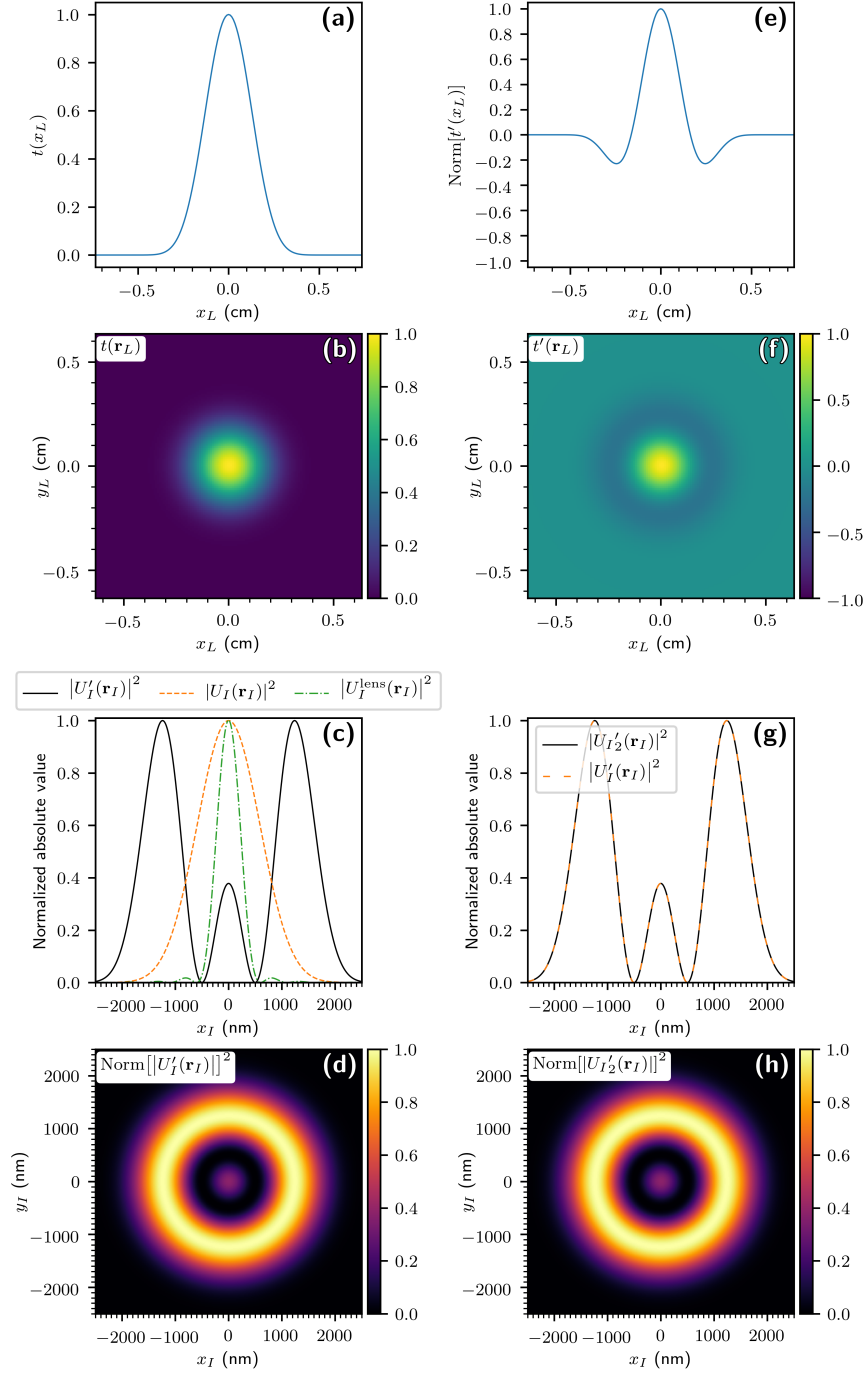 (a)
1.0
0.8
0.6
0.4
0.2
0.0
t(x_L)
−0.5 0.0 0.5
x_L (cm)
(e)
1.0
0.8
0.6
0.4
0.2
0.0
−0.2
−0.4
−0.6
−0.8
−1.0
Norm[t′(x_L)]
−0.5 0.0 0.5
x_L (cm)
t(r_L)
(b)
0.5
0.0
−0.5
y_L (cm)
−0.5 0.0 0.5
x_L (cm)
1.0
0.8
0.6
0.4
0.2
0.0
t′(r_L)
(f)
0.5
0.0
−0.5
y_L (cm)
−0.5 0.0 0.5
x_L (cm)
1.0
0.5
0.0
−0.5
−1.0
|U′_I(r_I)|² |U_I(r_I)|² |U_I^lens(r_I)|²
(c)
1.0
0.8
0.6
0.4
0.2
0.0
Normalized absolute value
−2000 −1000 0 1000 2000
x_I (nm)
(g)
|U_I′_2(r_I)|²
|U′_I(r_I)|²
1.0
0.8
0.6
0.4
0.2
0.0
Normalized absolute value
−2000 −1000 0 1000 2000
x_I (nm)
Norm[|U′_I(r_I)|]²
(d)
2000
1000
0
−1000
−2000
y_I (nm)
−2000 −1000 0 1000 2000
x_I (nm)
1.0
0.8
0.6
0.4
0.2
0.0
Norm[|U_I′_2(r_I)|]²
(h)
2000
1000
0
−1000
−2000
y_I (nm)
−2000 −1000 0 1000 2000
x_I (nm)
1.0
0.8
0.6
0.4
0.2
0.0